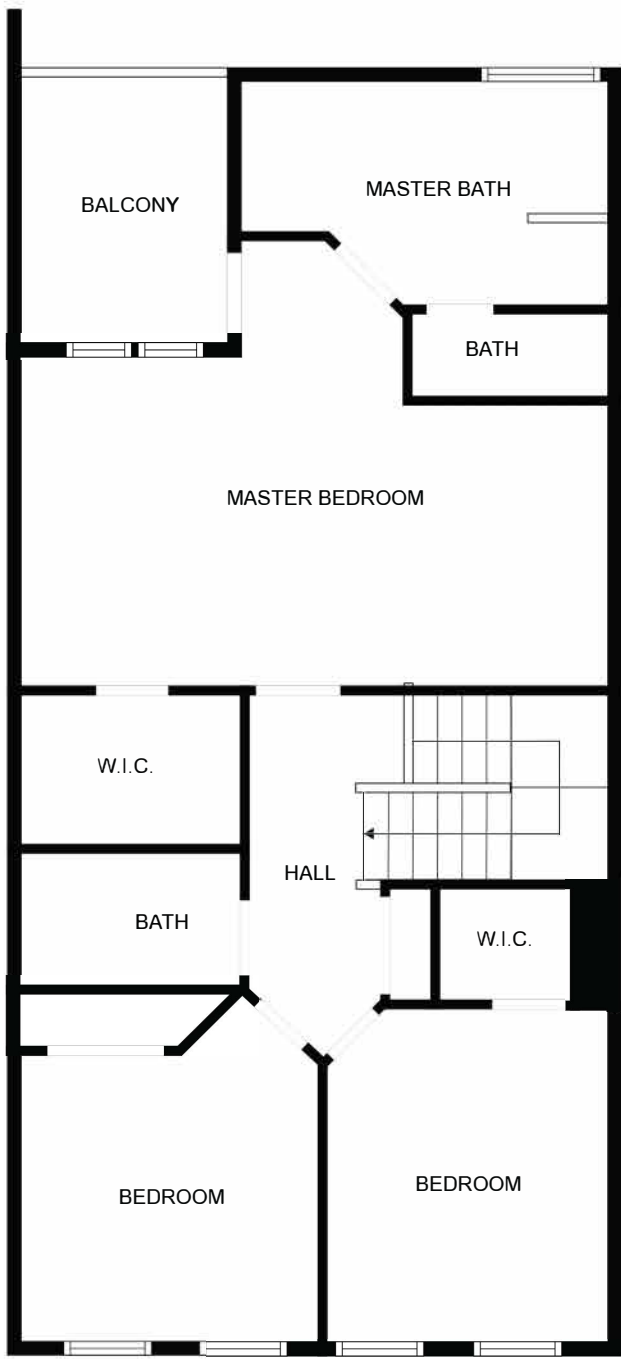 BALCONY
MASTER BATH
BATH
MASTER BEDROOM
W.I.C.
HALL
BATH
W.I.C.
BEDROOM
BEDROOM